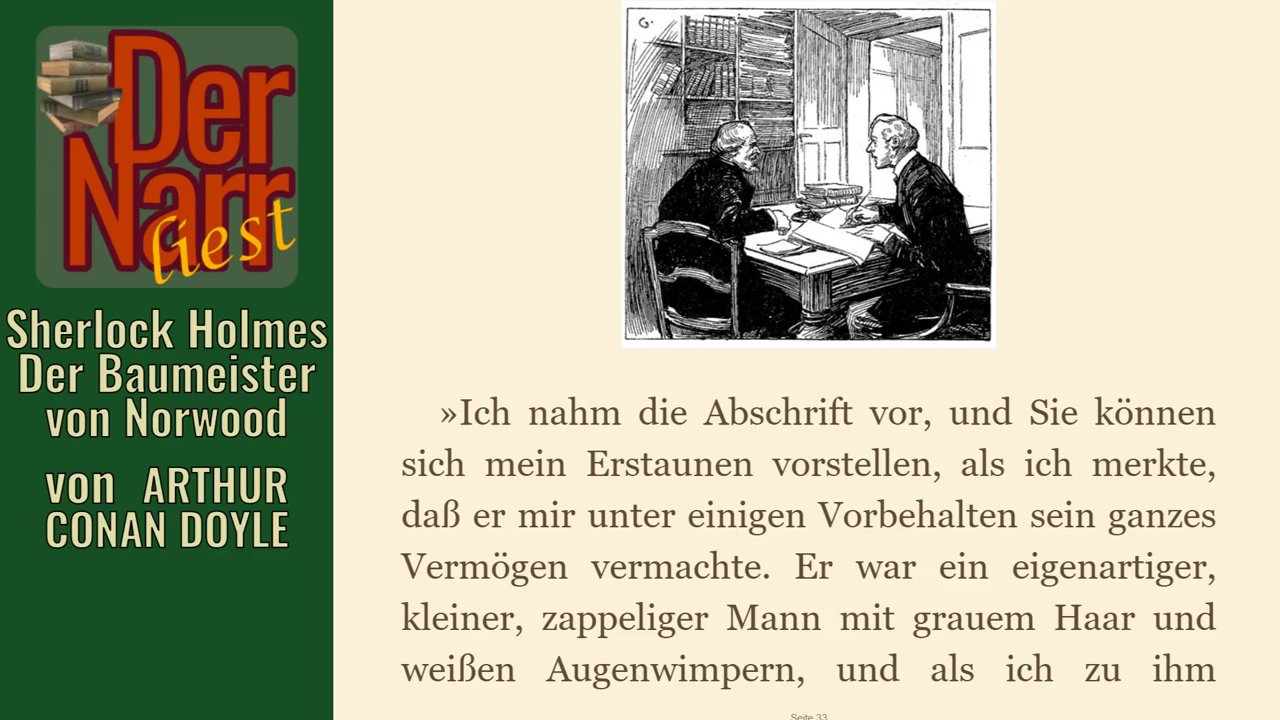 Der
Narr
liest
Sherlock Holmes
Der Baumeister
von Norwood
von ARTHUR
CONAN DOYLE
G.
»Ich nahm die Abschrift vor, und Sie können
sich mein Erstaunen vorstellen, als ich merkte,
daß er mir unter einigen Vorbehalten sein ganzes
Vermögen vermachte. Er war ein eigenartiger,
kleiner, zappeliger Mann mit grauem Haar und
weißen Augenwimpern, und als ich zu ihm
Seite 33